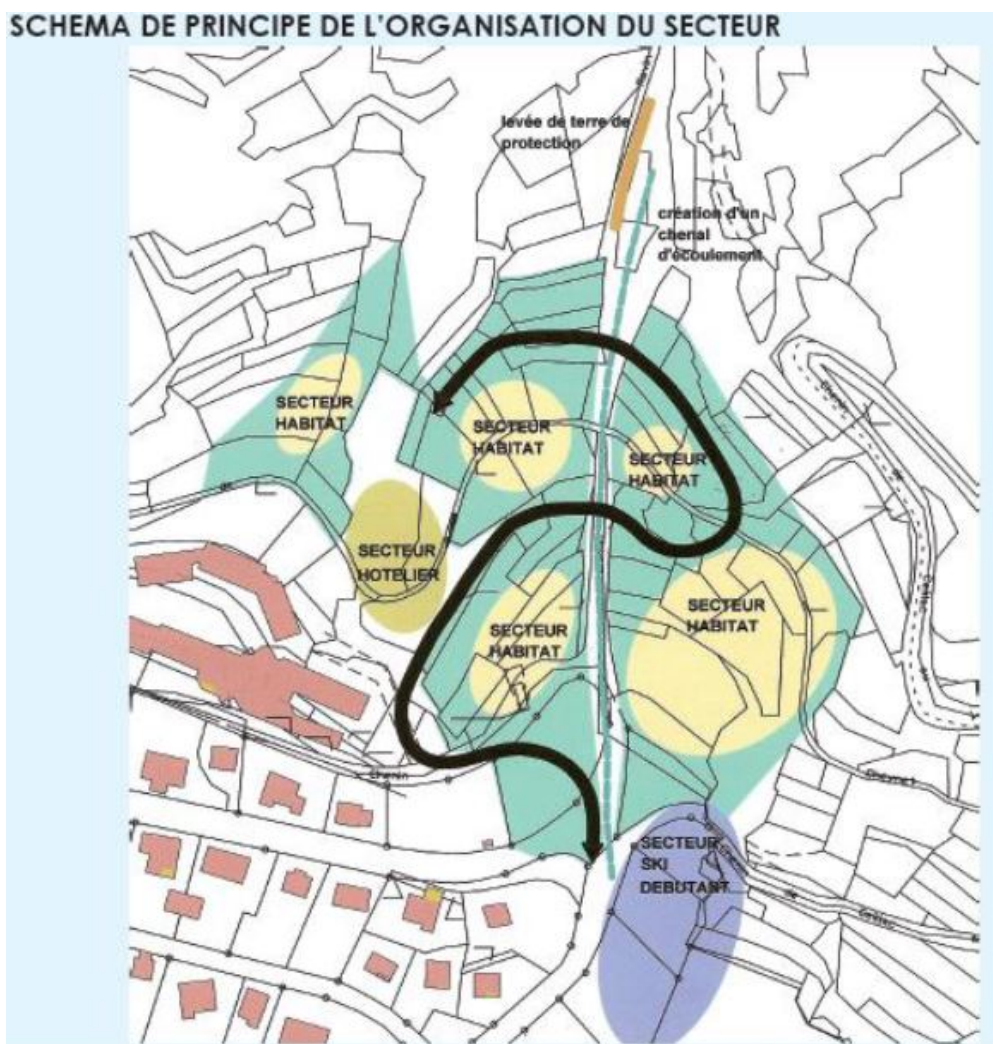 SCHEMA DE PRINCIPE DE L'ORGANISATION DU SECTEUR
levée de terre de
protection
création d'un
chenal
d'écoulement
SECTEUR
HABITAT
SECTEUR
HABITAT
SECTEUR
HABITAT
SECTEUR
HOTELIER
SECTEUR
HABITAT
SECTEUR
HABITAT
Chemin
SECTEUR
SKI
DEBUTANT